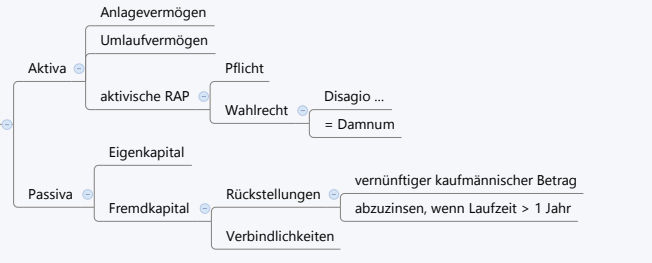 Anlagevermögen
Umlaufvermögen
Aktiva
aktivische RAP
Pflicht
Wahlrecht
Disagio ...
= Damnum
Passiva
Eigenkapital
Fremdkapital
Rückstellungen
vernünftiger kaufmännischer Betrag
abzuzinsen, wenn Laufzeit > 1 Jahr
Verbindlichkeiten